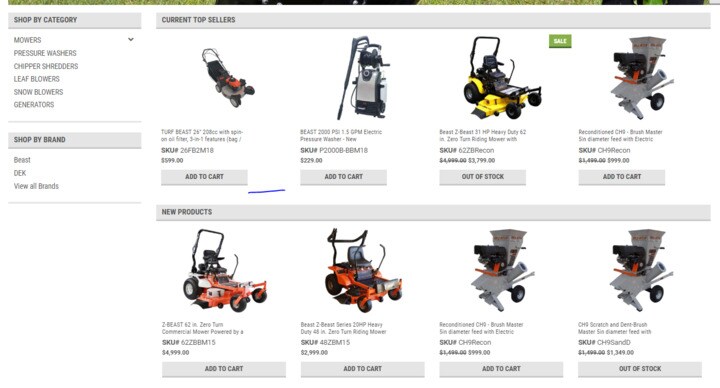 SHOP BY CATEGORY
MOWERS
PRESSURE WASHERS
CHIPPER SHREDDERS
LEAF BLOWERS
SNOW BLOWERS
GENERATORS
SHOP BY BRAND
Beast
DEK
View all Brands
CURRENT TOP SELLERS
TURF BEAST 26" 208cc with spin-
on oil filter, 3-in-1 features (bag /
SKU# 26FB2M18
$599.00
ADD TO CART
BEAST 2000 PSI 1.5 GPM Electric
Pressure Washer - New
SKU# P2000B-BBM18
$229.00
ADD TO CART
SALE
Beast Z-Beast 31 HP Heavy Duty 62
in. Zero Turn Riding Mower with
SKU# 62ZBRecon
$4,999.00 $3,799.00
OUT OF STOCK
Reconditioned CH9 - Brush Master
5in diameter feed with Electric
SKU# CH9Recon
$1,499.00 $999.00
ADD TO CART
NEW PRODUCTS
Z-BEAST 62 in. Zero Turn
Commercial Mower Powered by a
SKU# 62ZBBM15
$4,999.00
ADD TO CART
Beast Z-Beast Series 20HP Heavy
Duty 48 in. Zero Turn Riding Mower
SKU# 48ZBM15
$2,999.00
ADD TO CART
Reconditioned CH9 - Brush Master
5in diameter feed with Electric
SKU# CH9Recon
$1,499.00 $999.00
ADD TO CART
CH9 Scratch and Dent-Brush
Master 5in diameter feed with
SKU# CH9SandD
$1,499.00 $1,349.00
OUT OF STOCK